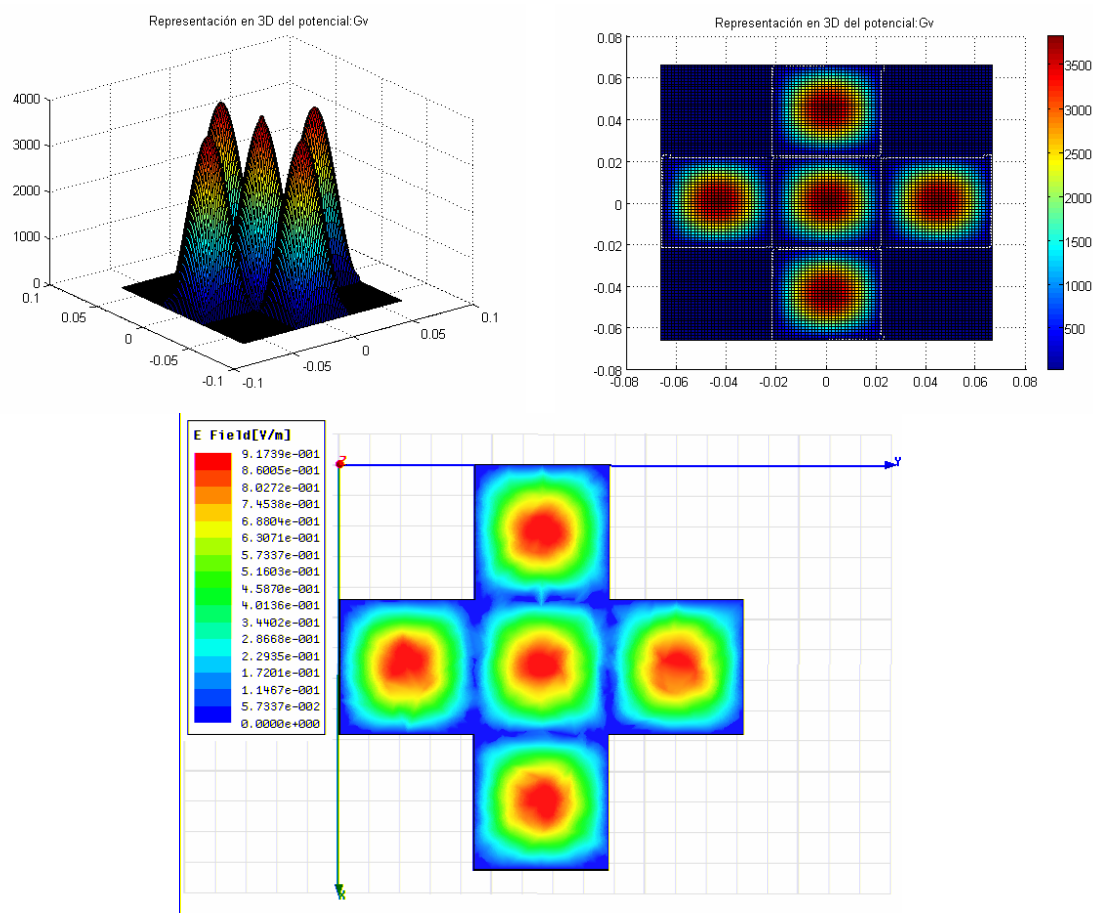 Representación en 3D del potencial:Gv
4000
3000
2000
1000
0
0.1
0.05
0
-0.05
-0.1
-0.1
-0.05
0
0.05
0.1
Representación en 3D del potencial:Gv
0.08
0.06
0.04
0.02
0
-0.02
-0.04
-0.06
-0.08
-0.08
-0.06
-0.04
-0.02
0
0.02
0.04
0.06
0.08
3500
3000
2500
2000
1500
1000
500
E Field[V/m]
9.1739e-001
8.6005e-001
8.0272e-001
7.4538e-001
6.8804e-001
6.3071e-001
5.7337e-001
5.1603e-001
4.5870e-001
4.0136e-001
3.4402e-001
2.8668e-001
2.2935e-001
1.7201e-001
1.1467e-001
5.7337e-002
0.0000e+000
Z
Y
X